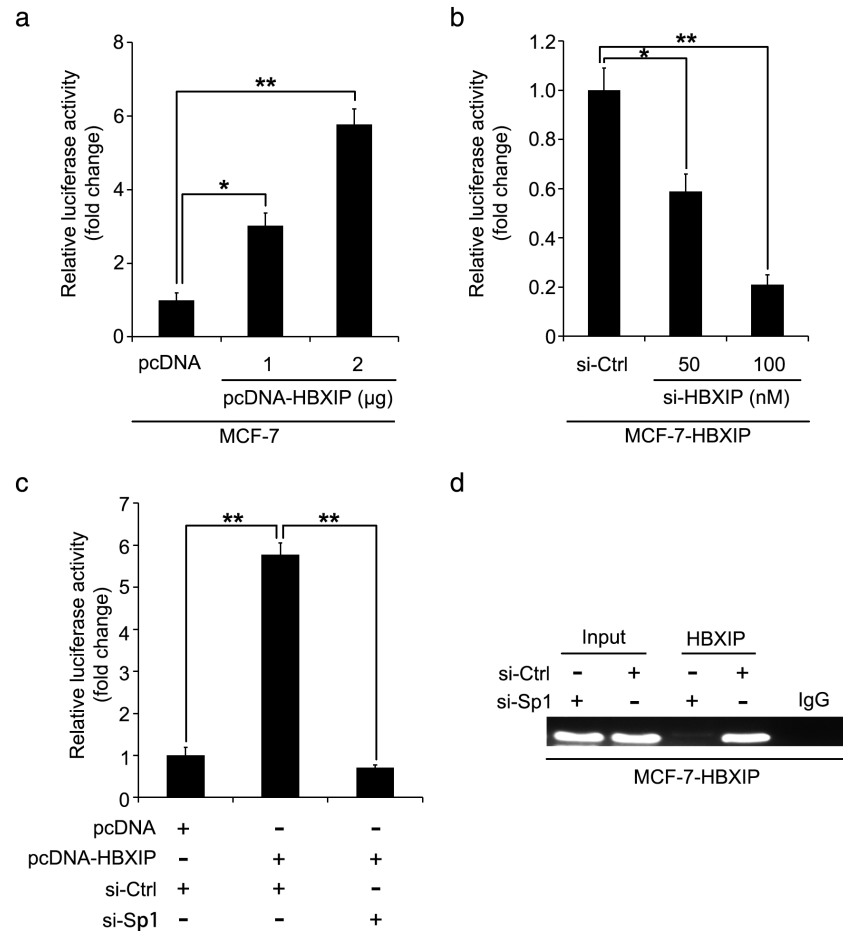 a
Relative luciferase activity
(fold change)
8
6
4
2
0
**
*
pcDNA 1 2
pcDNA-HBXIP (µg)
MCF-7
b
Relative luciferase activity
(fold change)
1.2
1.0
0.8
0.6
0.4
0.2
0.0
**
*
si-Ctrl 50 100
si-HBXIP (nM)
MCF-7-HBXIP
c
Relative luciferase activity
(fold change)
7
6
5
4
3
2
1
0
** **
pcDNA + - -
pcDNA-HBXIP - + +
si-Ctrl + + -
si-Sp1 - - +
d
Input HBXIP
si-Ctrl - + - +
si-Sp1 + - + - IgG
MCF-7-HBXIP